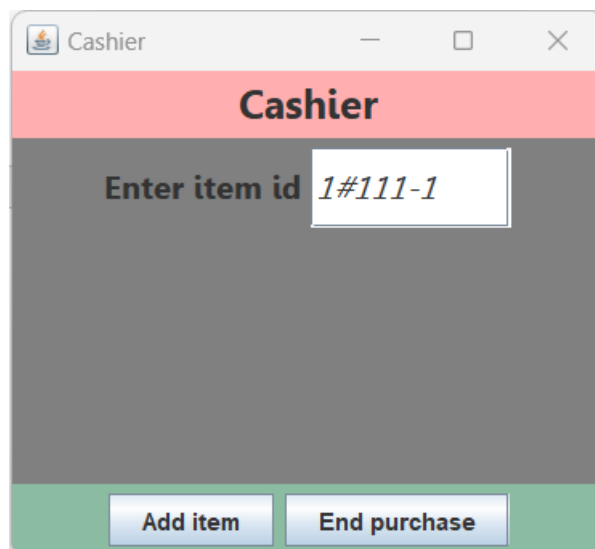 Cashier
Cashier
Enter item id 1#111-1
Add item End purchase